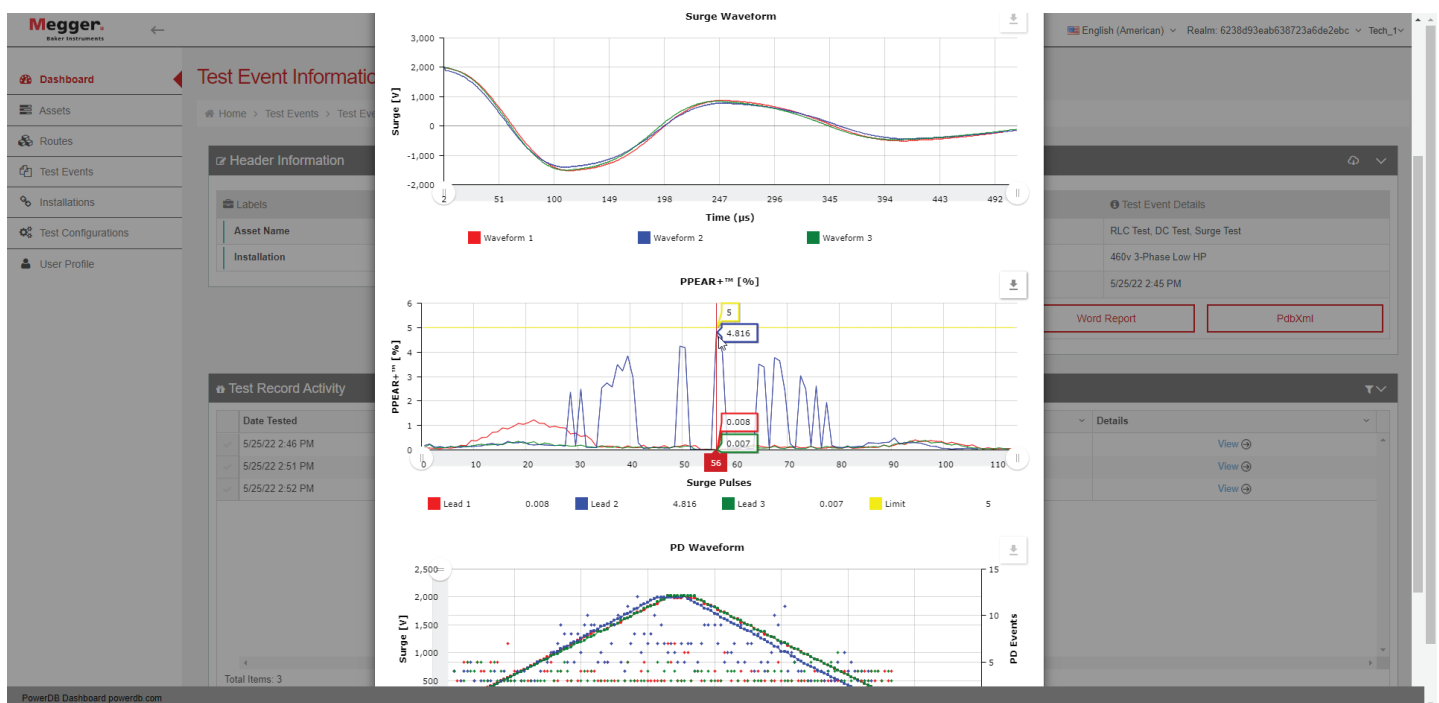 Megger.
Baker Instruments
←
English (American)
Realm: 6238d93eab638723a6de2ebc
Tech_1
Dashboard
Assets
Routes
Test Events
Installations
Test Configurations
User Profile
Test Event Informatic
Home > Test Events > Test Eve
Header Information
Labels
Asset Name
Installation
Test Event Details
RLC Test, DC Test, Surge Test
460v 3-Phase Low HP
5/25/22 2:45 PM
Word Report
PdbXml
Test Record Activity
Date Tested
Details
5/25/22 2:46 PM
View
5/25/22 2:51 PM
View
5/25/22 2:52 PM
View
Total Items: 3
PowerDB Dashboard powerdb.com
Surge Waveform
Surge [V]
3,000
2,000
1,000
0
-1,000
-2,000
2 51 100 149 198 247 296 345 394 443 492
Time (µs)
Waveform 1 Waveform 2 Waveform 3
PPEAR+™ [%]
PPEAR+™ [%]
6
5
4
3
2
1
0
5
4.816
0.008
0.007
0 10 20 30 40 50 56 60 70 80 90 100 110
Surge Pulses
Lead 1 0.008 Lead 2 4.816 Lead 3 0.007 Limit 5
PD Waveform
Surge [V]
2,500
2,000
1,500
1,000
500
15
10
5
PD Events